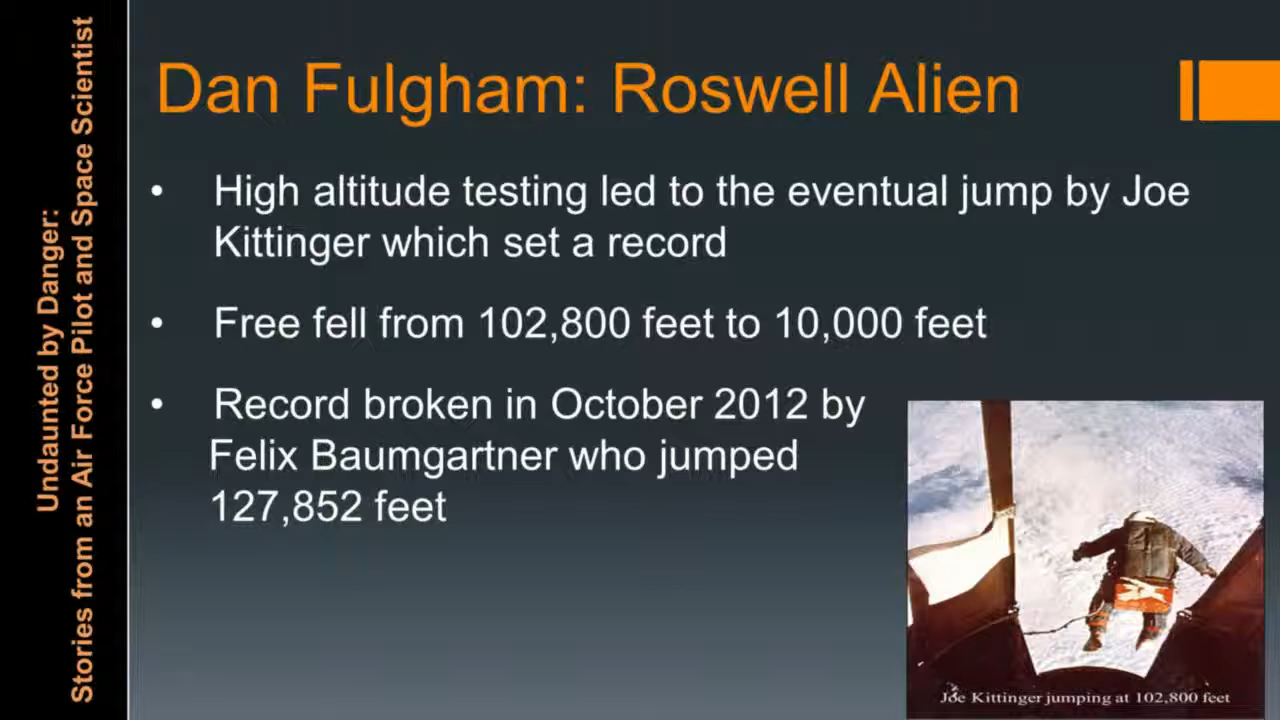 Undaunted by Danger:
Stories from an Air Force Pilot and Space Scientist
Dan Fulgham: Roswell Alien
• High altitude testing led to the eventual jump by Joe
Kittinger which set a record
• Free fell from 102,800 feet to 10,000 feet
• Record broken in October 2012 by
Felix Baumgartner who jumped
127,852 feet
Joe Kittinger jumping at 102,800 feet